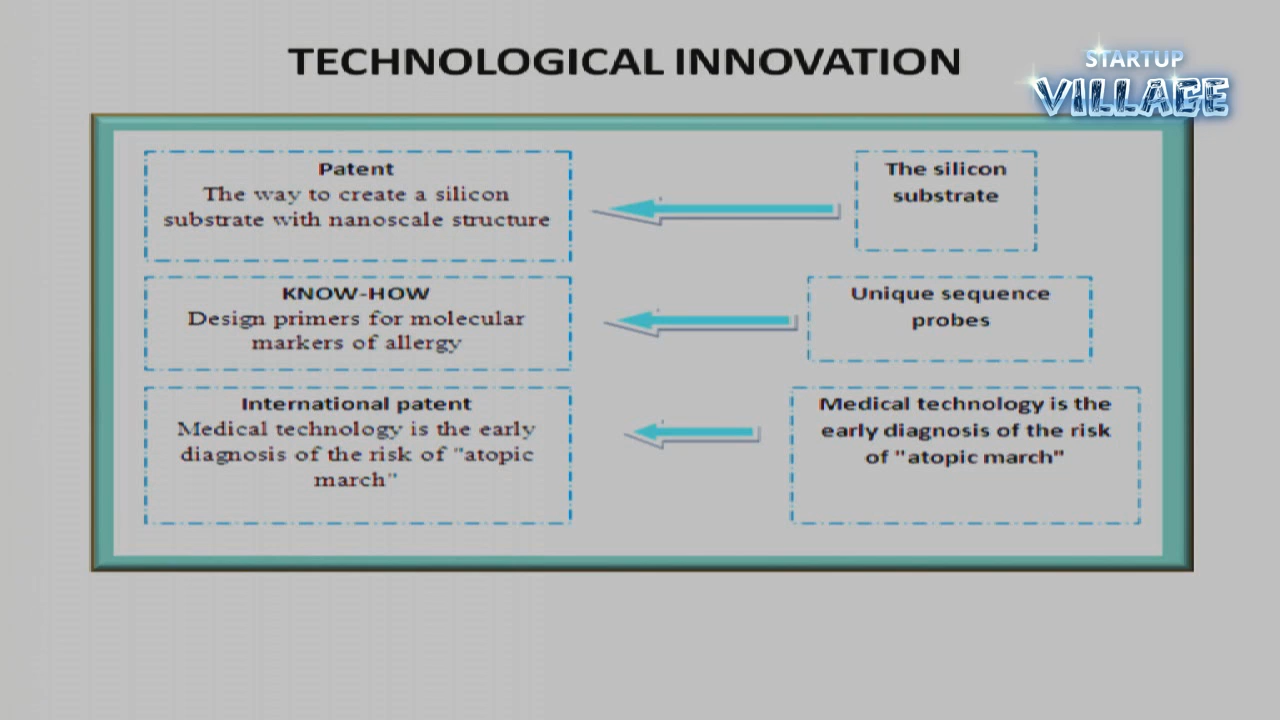 TECHNOLOGICAL INNOVATION
STARTUP
VILLAGE
Patent
The way to create a silicon
substrate with nanoscale structure
The silicon
substrate
KNOW-HOW
Design primers for molecular
markers of allergy
Unique sequence
probes
International patent
Medical technology is the early
diagnosis of the risk of "atopic
march"
Medical technology is the
early diagnosis of the risk
of "atopic march"